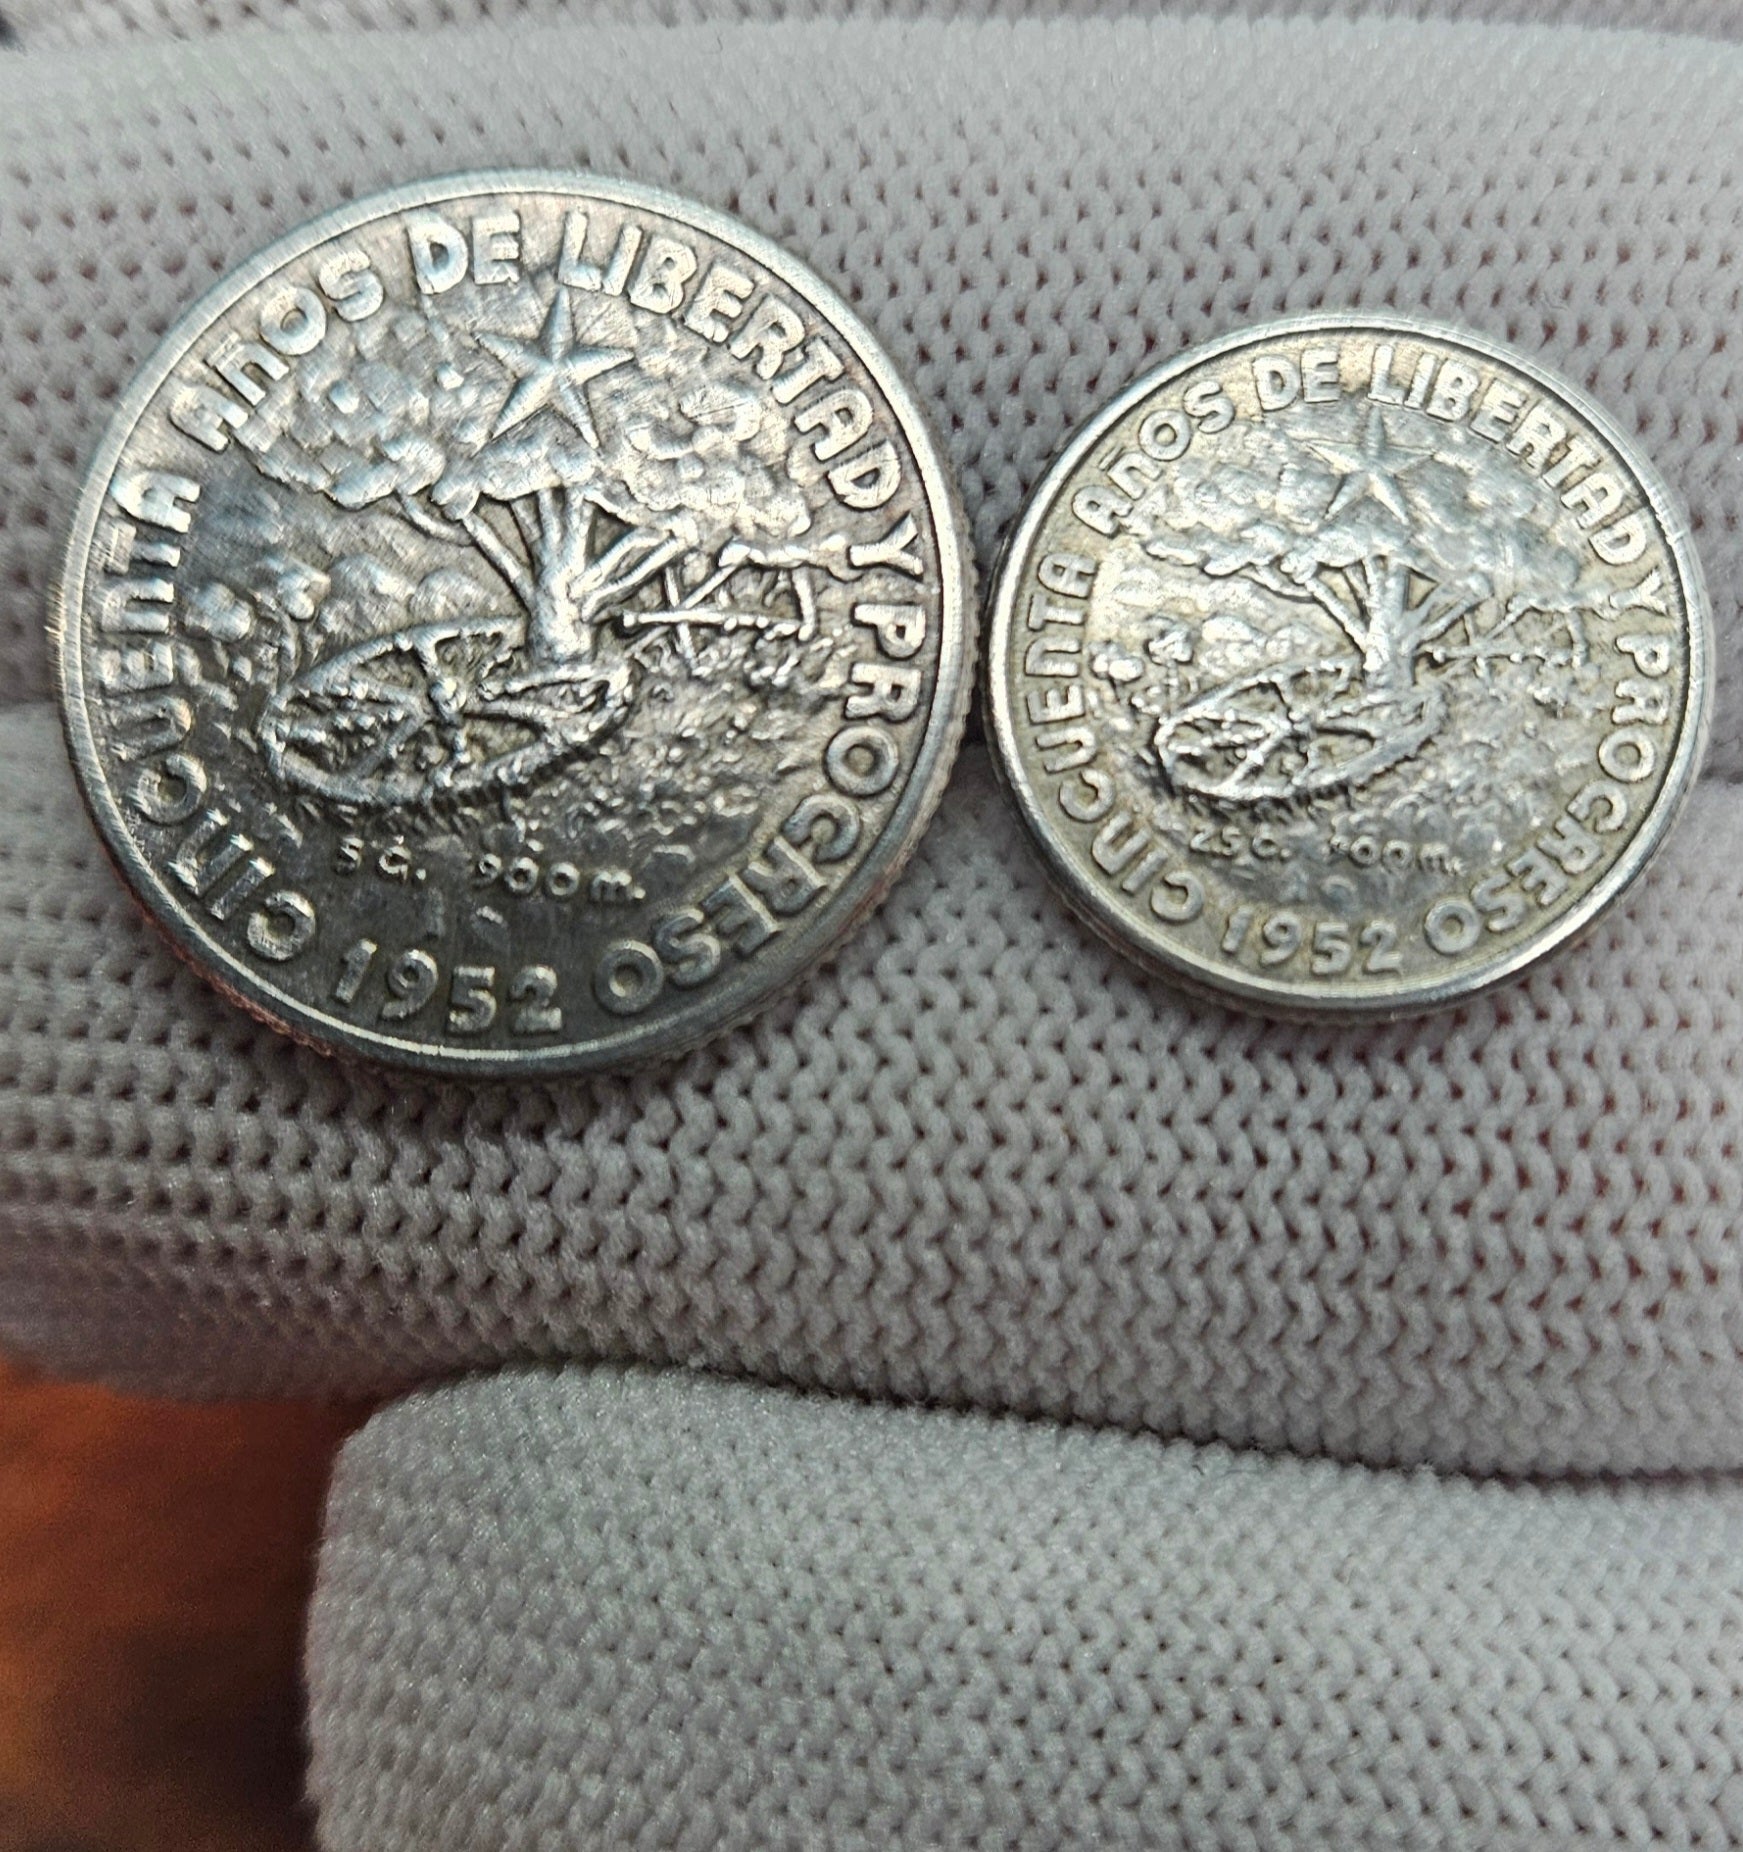 CINCUENTA AÑOS DE LIBERTAD Y PROGRESO
5 G. 900 m.
1952
CINCUENTA AÑOS DE LIBERTAD Y PROGRESO
2.5 G. 900 m.
1952